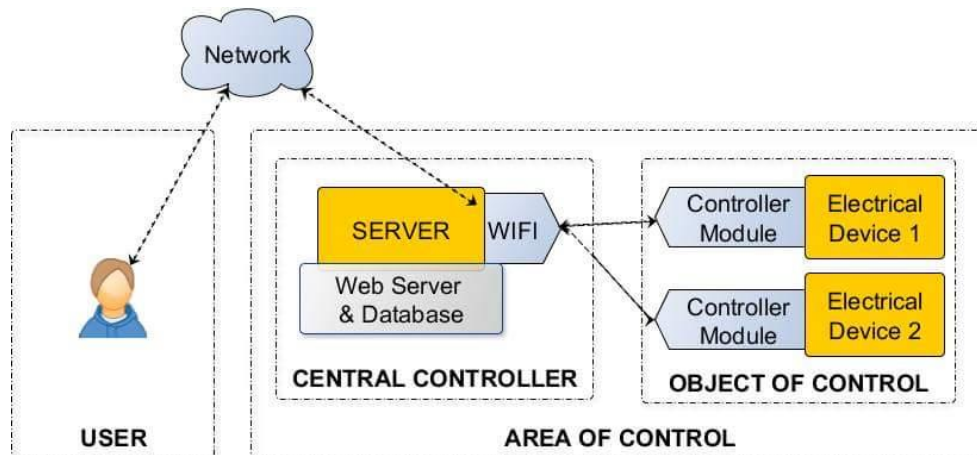 Network
SERVER
WIFI
Web Server
& Database
CENTRAL CONTROLLER
Controller
Module
Electrical
Device 1
Controller
Module
Electrical
Device 2
OBJECT OF CONTROL
USER
AREA OF CONTROL